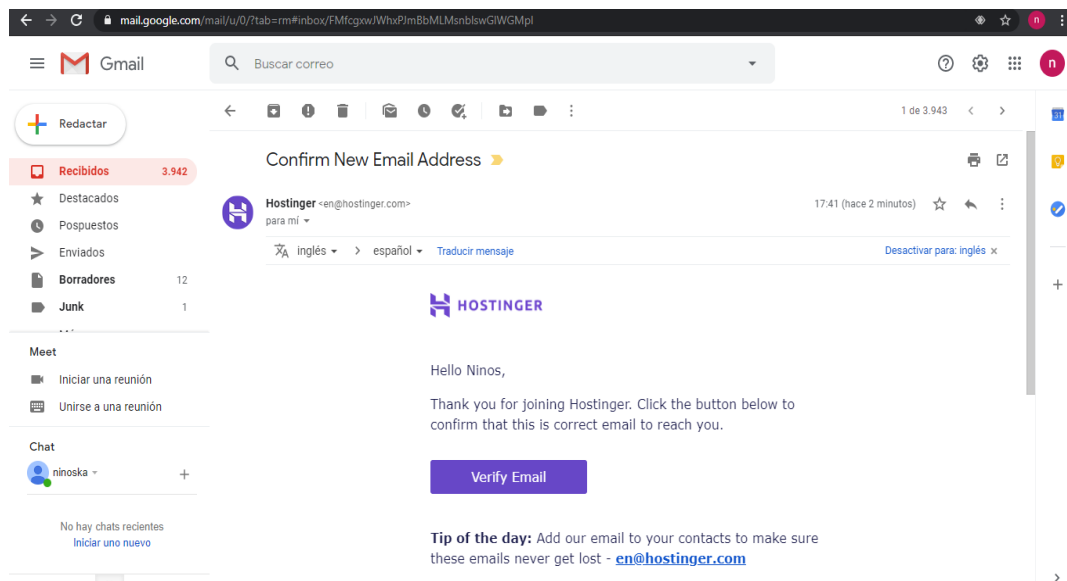 mail.google.com/mail/u/0/?tab=rm#inbox/FMfcgxwJWhxPJmBbMLMsnblswGlWGMpl
n
Gmail
Buscar correo
n
Redactar
1 de 3.943
31
Recibidos 3.942
Destacados
Pospuestos
Enviados
Borradores 12
Junk 1
Meet
Iniciar una reunión
Unirse a una reunión
Chat
ninoska
No hay chats recientes
Iniciar uno nuevo
Confirm New Email Address
Hostinger <en@hostinger.com> 17:41 (hace 2 minutos)
para mí
inglés > español Traducir mensaje Desactivar para: inglés x
HOSTINGER
Hello Ninos,
Thank you for joining Hostinger. Click the button below to
confirm that this is correct email to reach you.
Verify Email
Tip of the day: Add our email to your contacts to make sure
these emails never get lost - en@hostinger.com